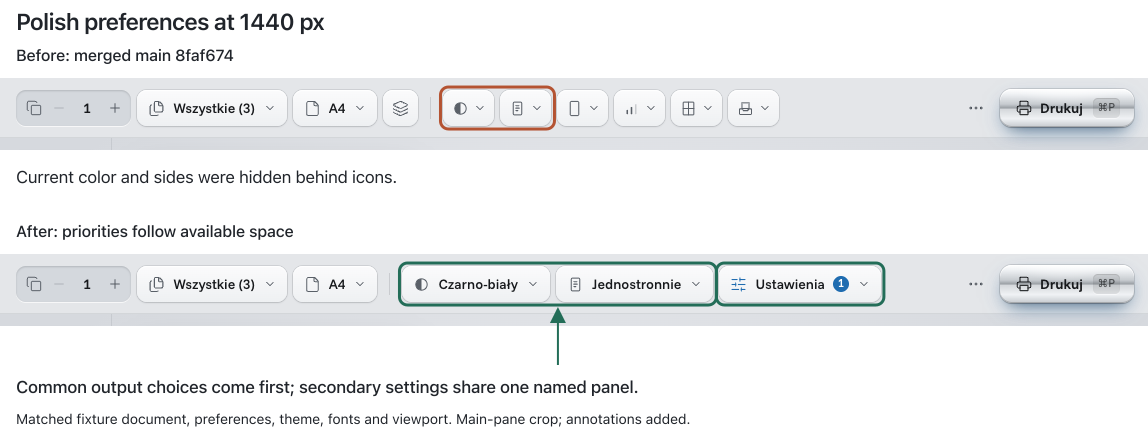 Polish preferences at 1440 px
Before: merged main 8faf674
1 Wszystkie (3) A4 ··· Drukuj ⌘P
Current color and sides were hidden behind icons.
After: priorities follow available space
1 Wszystkie (3) A4 Czarno-biały Jednostronnie Ustawienia 1 ··· Drukuj ⌘P
Common output choices come first; secondary settings share one named panel.
Matched fixture document, preferences, theme, fonts and viewport. Main-pane crop; annotations added.